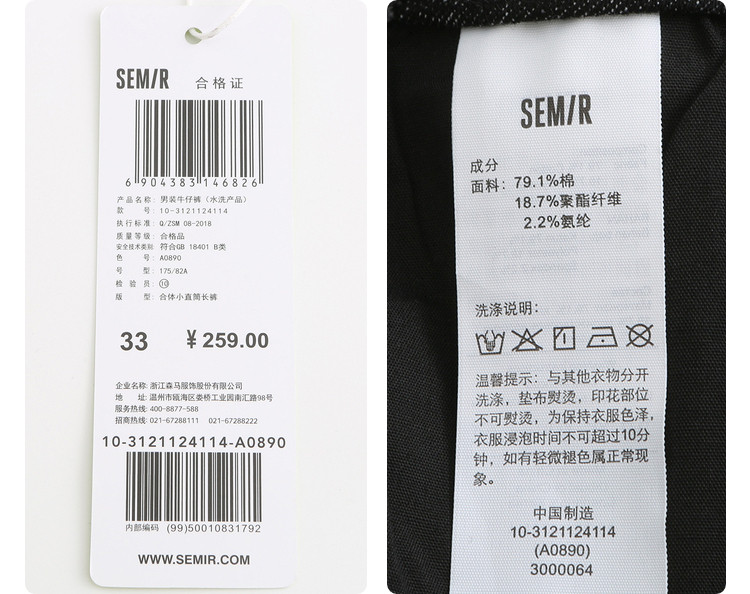 SEMIR 合格证
6 904383 146826
产品名称: 男装牛仔裤（水洗产品）
款 号: 10-3121124114
执行标准: Q/ZSM 08-2018
质量等级: 合格品
安全技术类别: 符合GB 18401 B类
色 号: A0890
号 型: 175/82A
检 验 员: ⑩
版 型: 合体小直筒长裤
33 ¥ 259.00
企业名称: 浙江森马服饰股份有限公司
地 址: 温州市瓯海区娄桥工业园南汇路98号
服务热线: 400-8877-588
招商热线: 021-67288111 021-67288222
10-3121124114-A0890
内部编码 (99)50010831792
WWW.SEMIR.COM
SEMIR
成分
面料: 79.1%棉
18.7%聚酯纤维
2.2%氨纶
洗涤说明:
温馨提示: 与其他衣物分开
洗涤, 垫布熨烫, 印花部位
不可熨烫, 为保持衣服色泽,
衣服浸泡时间不可超过10分
钟, 如有轻微褪色属正常现
象。
中国制造
10-3121124114
(A0890)
3000064